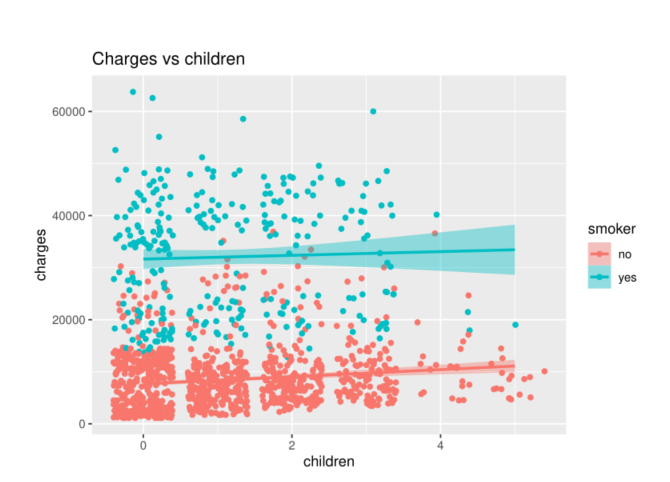 Charges vs children
60000
40000
20000
0
charges
0 2 4
children
smoker
no
yes